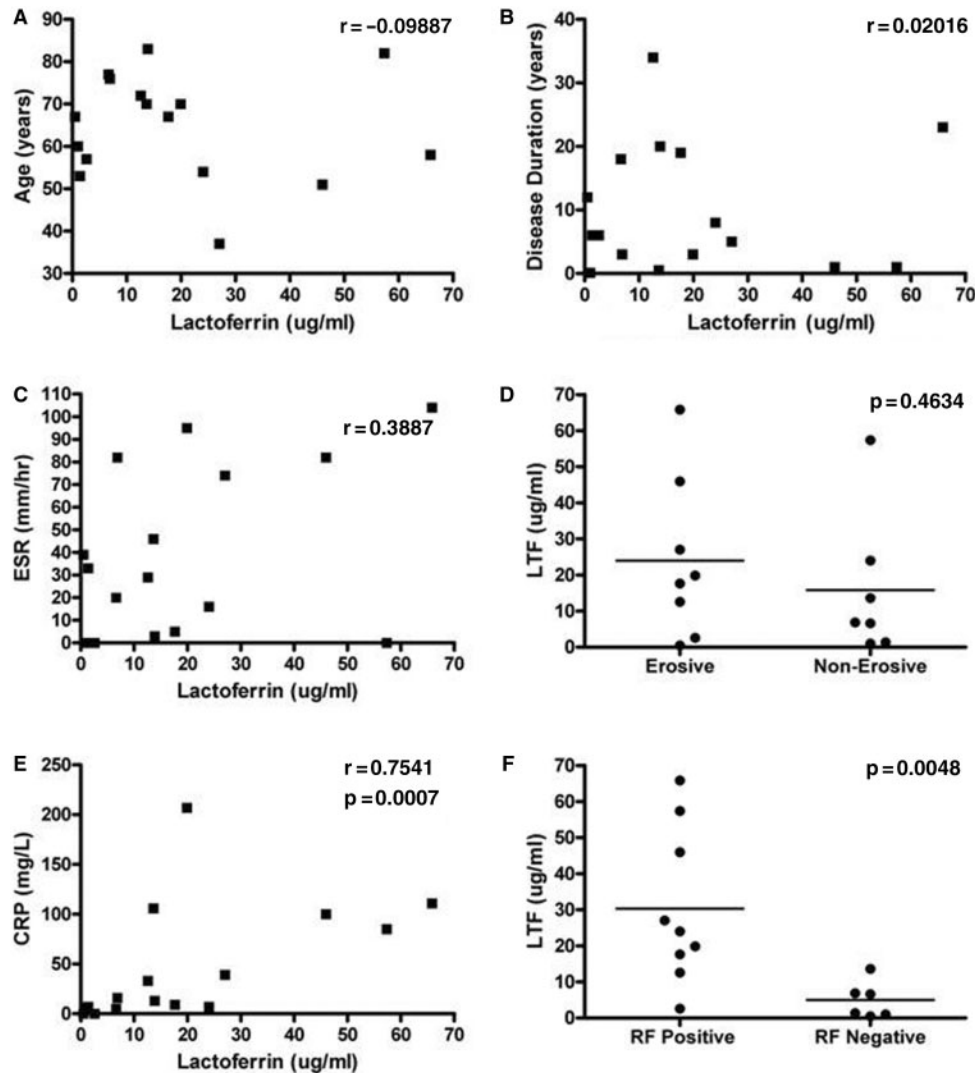 A
r = −0.09887
90
80
70
60
50
40
30
Age (years)
0 10 20 30 40 50 60 70
Lactoferrin (ug/ml)
B
r = 0.02016
40
30
20
10
0
Disease Duration (years)
0 10 20 30 40 50 60 70
Lactoferrin (ug/ml)
C
r = 0.3887
110
100
90
80
70
60
50
40
30
20
10
0
ESR (mm/hr)
0 10 20 30 40 50 60 70
Lactoferrin (ug/ml)
D
p = 0.4634
70
60
50
40
30
20
10
0
LTF (ug/ml)
Erosive Non-Erosive
E
r = 0.7541
p = 0.0007
250
200
150
100
50
0
CRP (mg/L)
0 10 20 30 40 50 60 70
Lactoferrin (ug/ml)
F
p = 0.0048
70
60
50
40
30
20
10
0
LTF (ug/ml)
RF Positive RF Negative